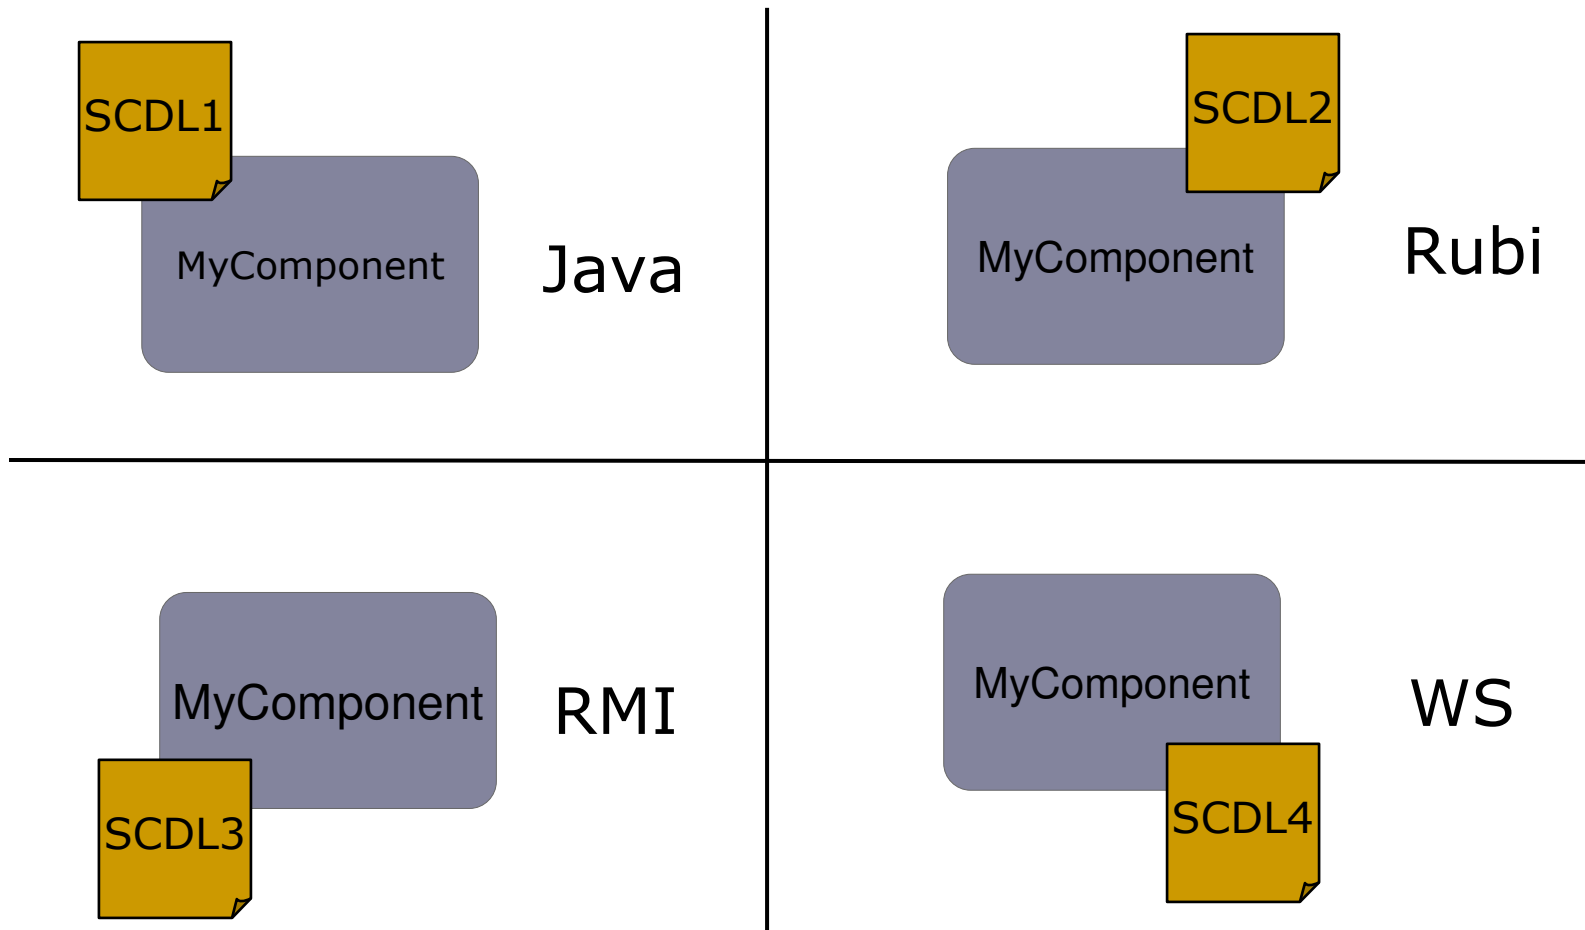 SCDL1
MyComponent
Java
SCDL2
MyComponent
Rubi
MyComponent
RMI
SCDL3
MyComponent
WS
SCDL4